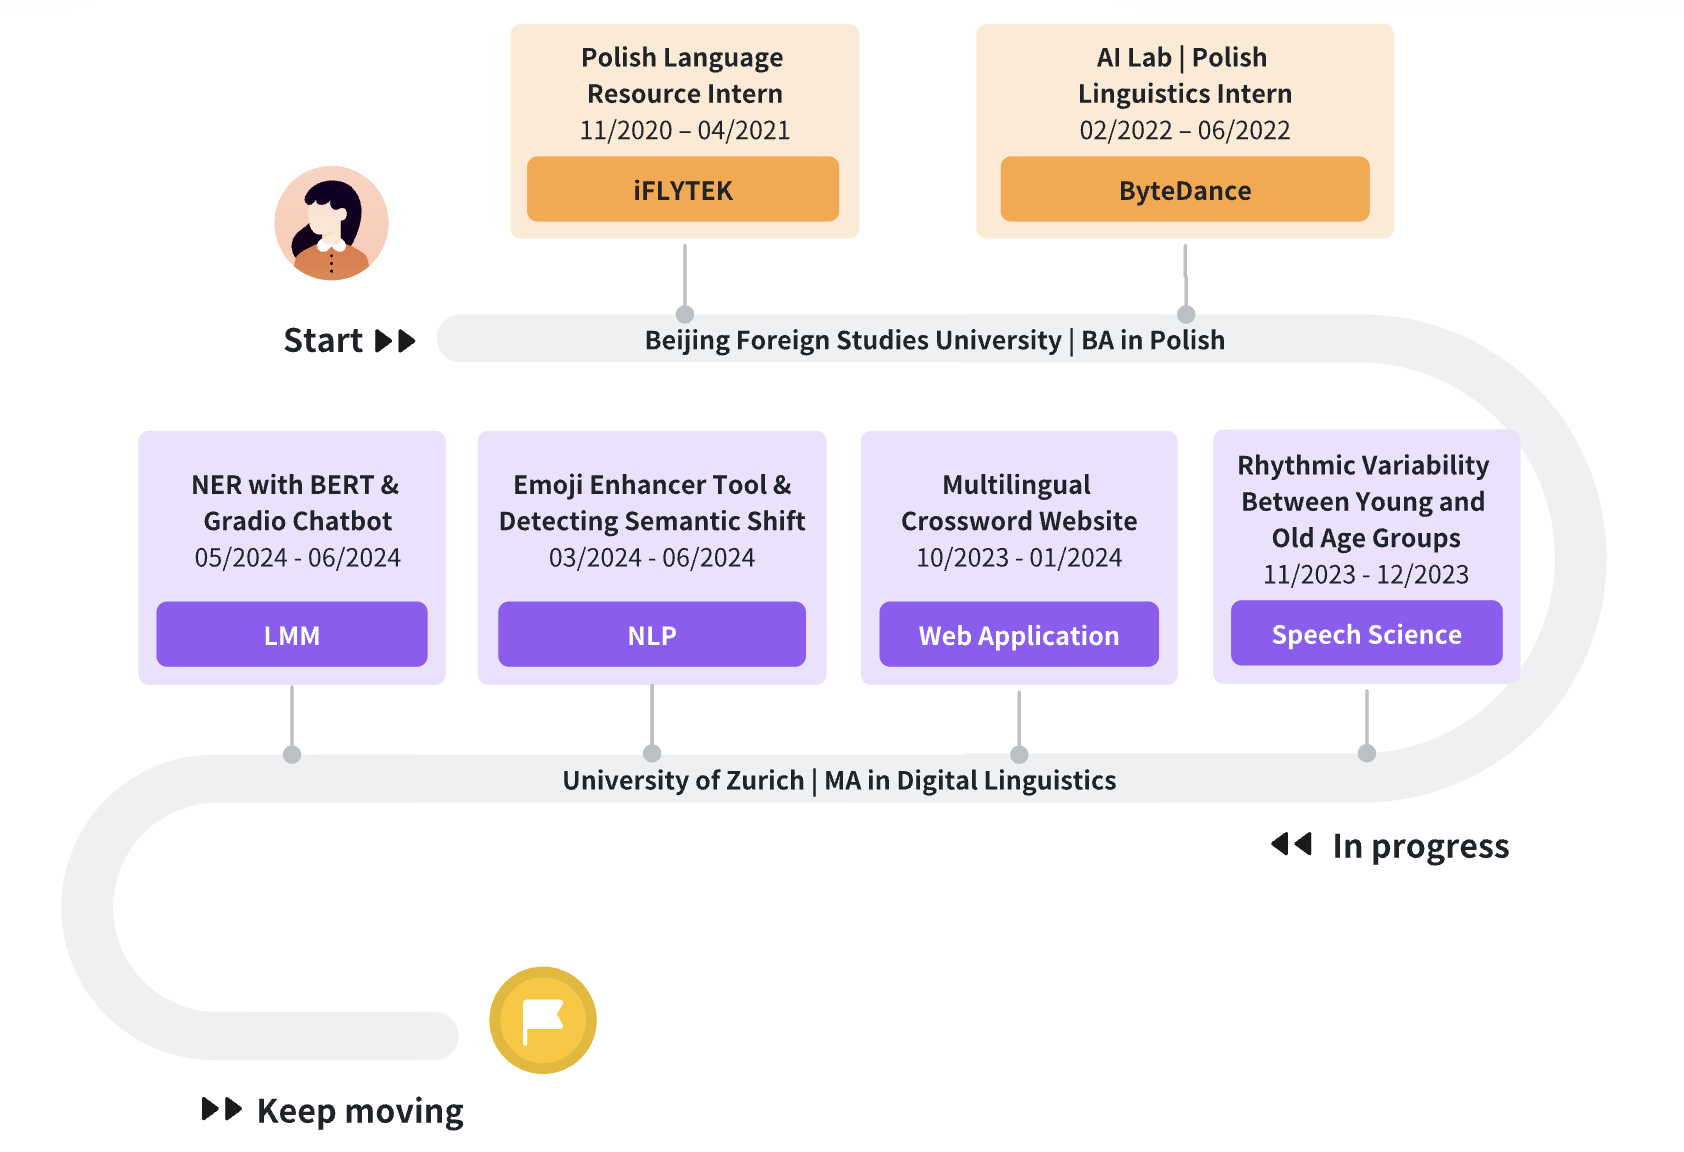 Polish Language
Resource Intern
11/2020 – 04/2021
iFLYTEK
AI Lab | Polish
Linguistics Intern
02/2022 – 06/2022
ByteDance
Start
Beijing Foreign Studies University | BA in Polish
NER with BERT &
Gradio Chatbot
05/2024 - 06/2024
LMM
Emoji Enhancer Tool &
Detecting Semantic Shift
03/2024 - 06/2024
NLP
Multilingual
Crossword Website
10/2023 - 01/2024
Web Application
Rhythmic Variability
Between Young and
Old Age Groups
11/2023 - 12/2023
Speech Science
University of Zurich | MA in Digital Linguistics
In progress
Keep moving